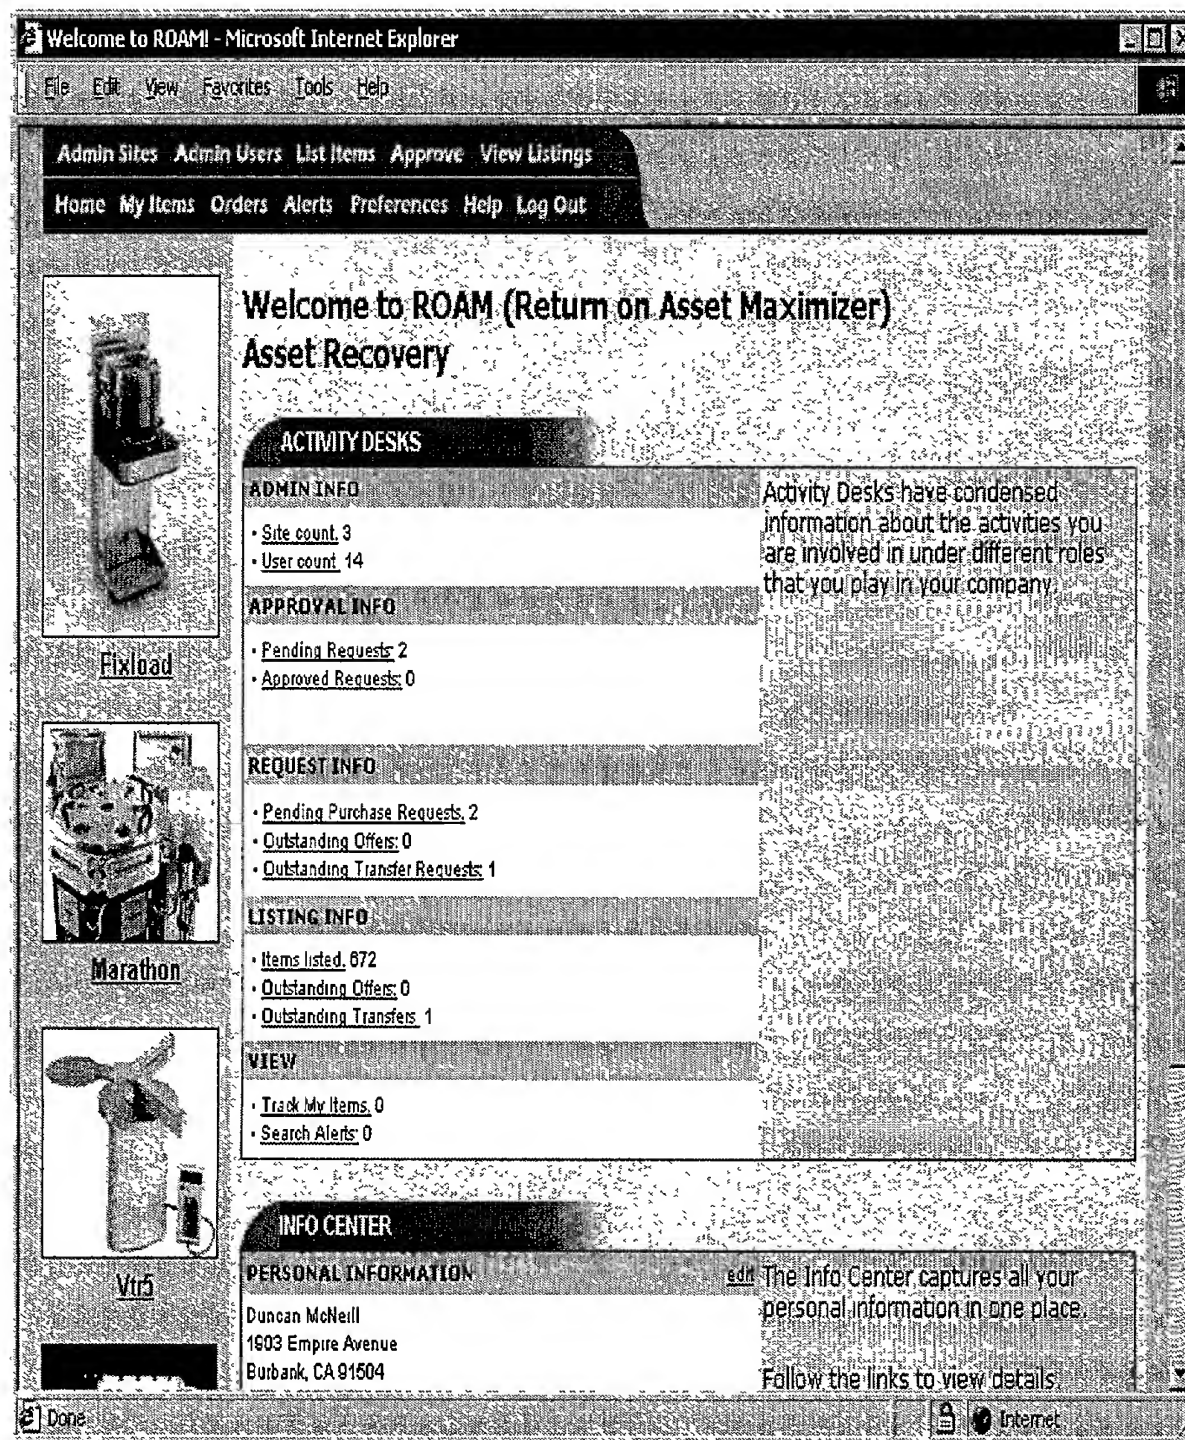 Welcome to ROAM! - Microsoft Internet Explorer
File Edit View Favorites Tools Help
Admin Sites Admin Users List Items Approve View Listings
Home My Items Orders Alerts Preferences Help Log Out
Welcome to ROAM (Return on Asset Maximizer)
Asset Recovery
ACTIVITY DESKS
ADMIN INFO
• Site count. 3
• User count 14
APPROVAL INFO
• Pending Requests: 2
• Approved Requests: 0
REQUEST INFO
• Pending Purchase Requests. 2
• Outstanding Offers: 0
• Outstanding Transfer Requests: 1
LISTING INFO
• Items listed. 672
• Outstanding Offers: 0
• Outstanding Transfers 1
VIEW
• Track My Items. 0
• Search Alerts: 0
Activity Desks have condensed
information about the activities you
are involved in under different roles
that you play in your company.
Fixload
Marathon
Vtr5
INFO CENTER
PERSONAL INFORMATION edit
Duncan McNeill
1903 Empire Avenue
Burbank, CA 91504
The Info Center captures all your
personal information in one place.
Follow the links to view details.
Done Internet